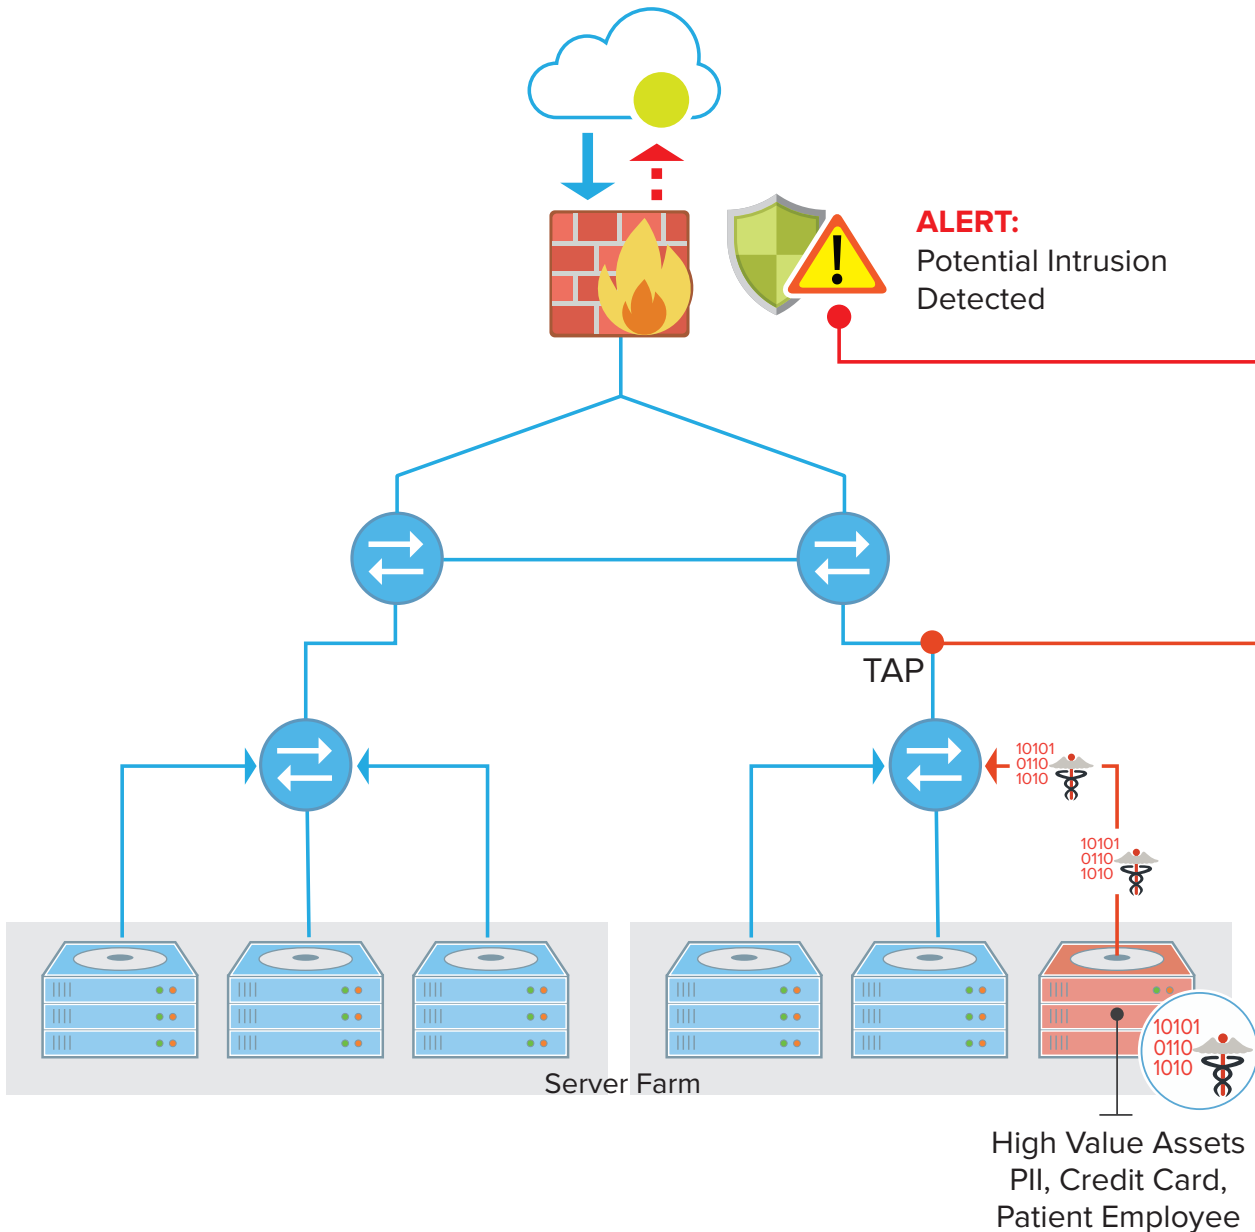 ALERT:
Potential Intrusion
Detected
TAP
10101
0110
1010
10101
0110
1010
10101
0110
1010
Server Farm
High Value Assets
PII, Credit Card,
Patient Employee